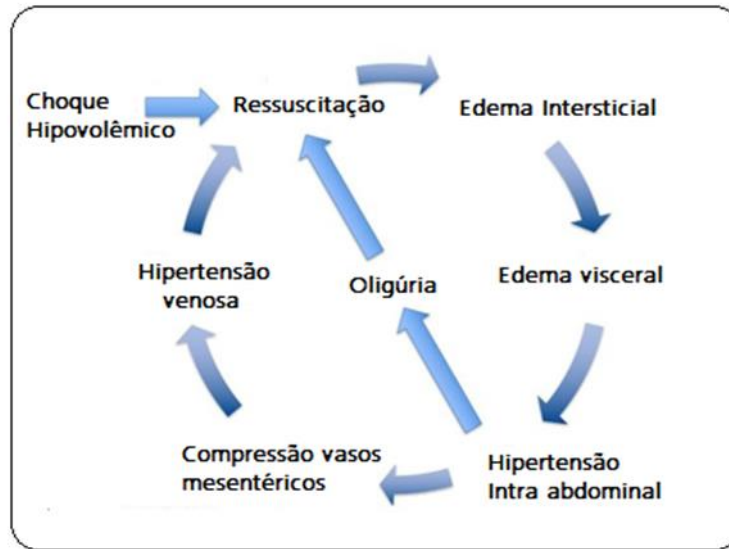 Choque
Hipovolêmico
Ressuscitação
Edema Intersticial
Edema visceral
Hipertensão
Intra abdominal
Compressão vasos
mesentéricos
Hipertensão
venosa
Oligúria